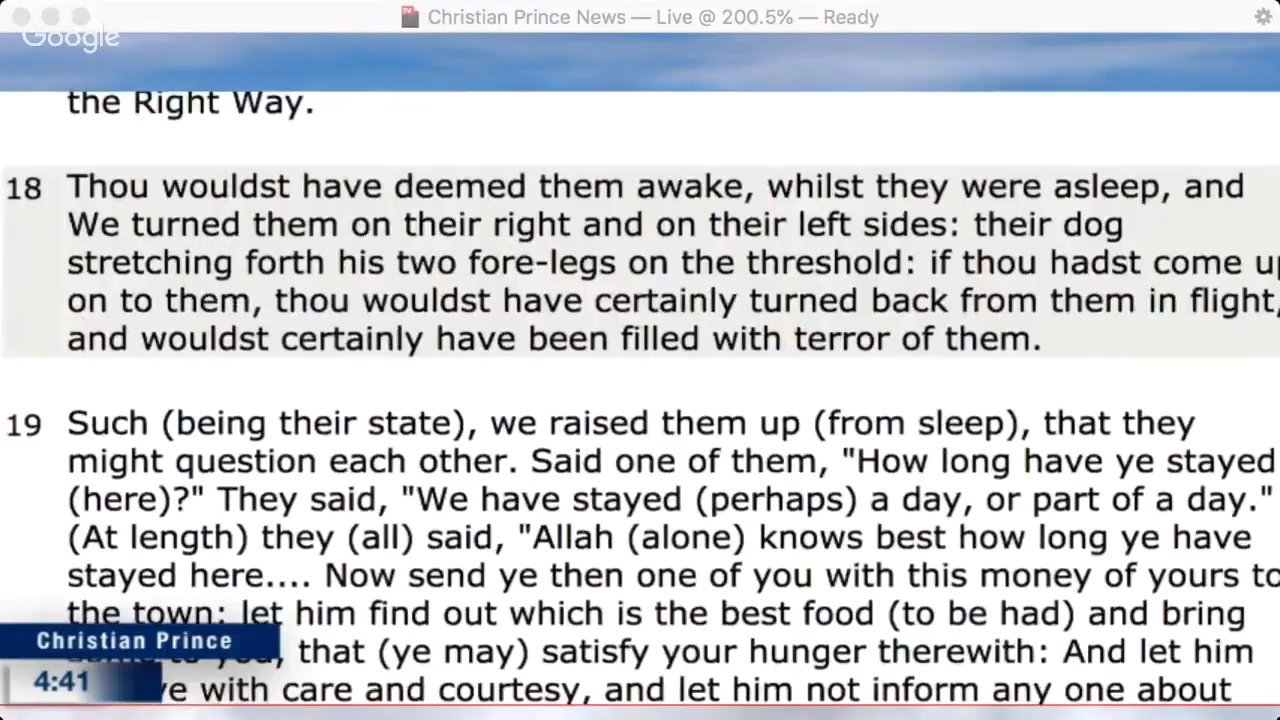 Christian Prince News — Live @ 200.5% — Ready
Google
the Right Way.
18 Thou wouldst have deemed them awake, whilst they were asleep, and
We turned them on their right and on their left sides: their dog
stretching forth his two fore-legs on the threshold: if thou hadst come up
on to them, thou wouldst have certainly turned back from them in flight,
and wouldst certainly have been filled with terror of them.
19 Such (being their state), we raised them up (from sleep), that they
might question each other. Said one of them, "How long have ye stayed
(here)?" They said, "We have stayed (perhaps) a day, or part of a day."
(At length) they (all) said, "Allah (alone) knows best how long ye have
stayed here.... Now send ye then one of you with this money of yours to
the town: let him find out which is the best food (to be had) and bring
Christian Prince
you, that (ye may) satisfy your hunger therewith: And let him
4:41
with care and courtesy, and let him not inform any one about